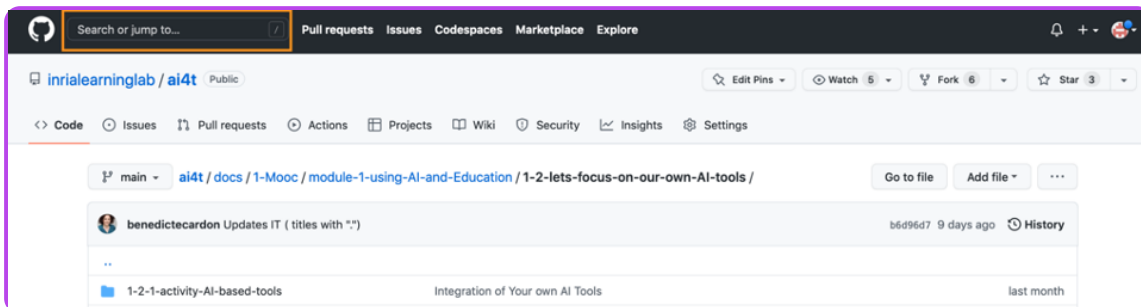 Search or jump to... / Pull requests Issues Codespaces Marketplace Explore
inrialearninglab / ai4t Public Edit Pins Watch 5 Fork 6 Star 3
Code Issues Pull requests Actions Projects Wiki Security Insights Settings
main ai4t / docs / 1-Mooc / module-1-using-AI-and-Education / 1-2-lets-focus-on-our-own-AI-tools / Go to file Add file ...
benedictecardon Updates IT ( titles with ".") b6d96d7 9 days ago History
..
1-2-1-activity-AI-based-tools Integration of Your own AI Tools last month